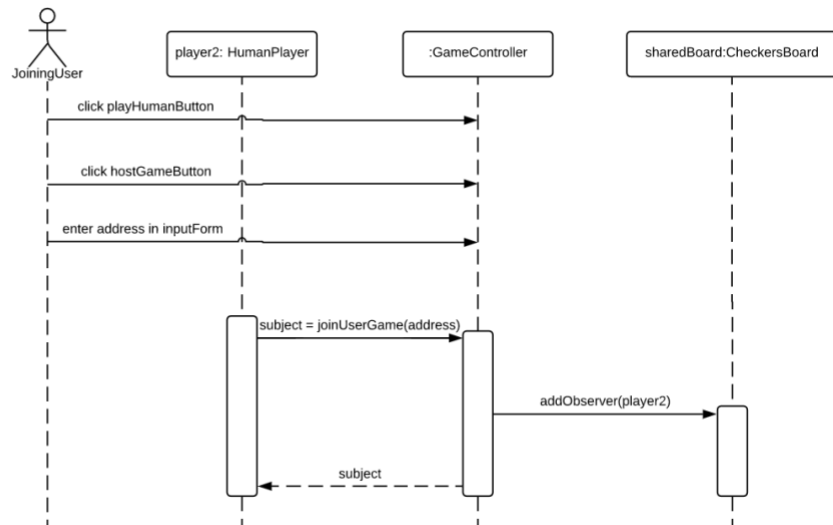 player2: HumanPlayer
:GameController
sharedBoard:CheckersBoard
JoiningUser
click playHumanButton
click hostGameButton
enter address in inputForm
subject = joinUserGame(address)
addObserver(player2)
subject